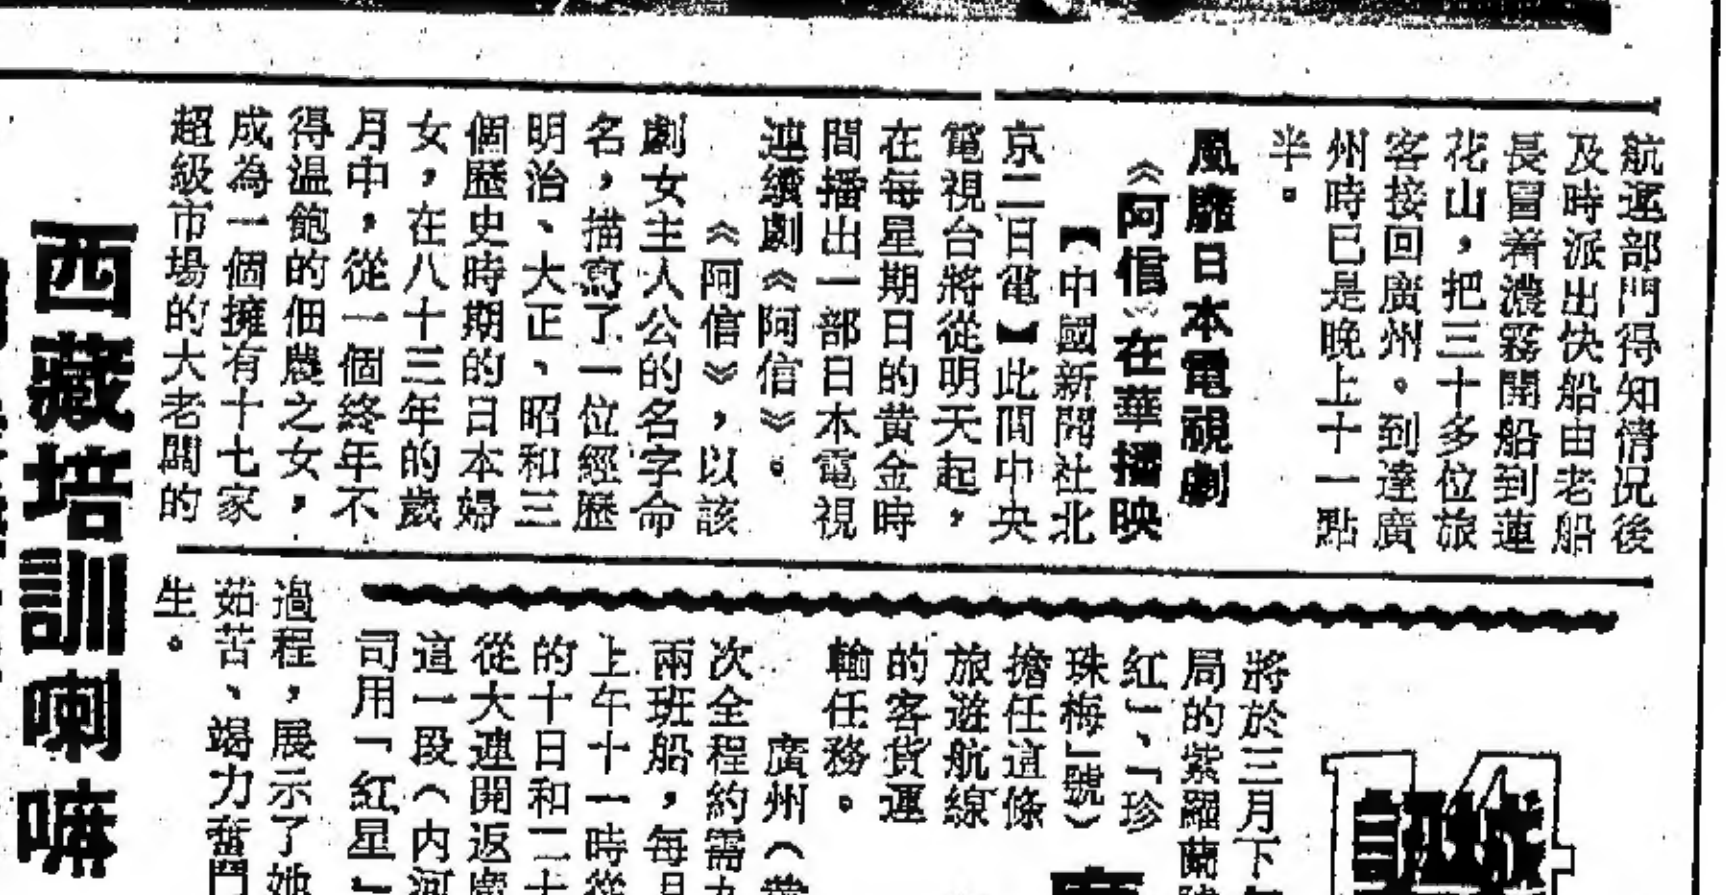 航運部門得知情況後
及時派出快船由老船
長冒着濃霧開船到蓮
花山，把三十多位旅
客接回廣州。到達廣
州時已是晚上十一點
半。
風靡日本電視劇
《阿信》在華播映
【中國新聞社北
京二日電】此間中央
電視台將從明天起，
在每星期日的黄金時
間播出一部日本電視
連續劇《阿信》。
《阿信》，以該
劇女主人公的名字命
名，描寫了一位經歷
明治、大正、昭和三
個歷史時期的日本婦
女，在八十三年的歲
月中，從一個終年不
得温飽的佃農之女，
成為一個擁有十七家
超級市場的大老闆的
過程，展示了她
茹苦、竭力奮鬥
生。
將於三月下
局的紫羅蘭
紅」、「珍
珠梅」號）
擔任這條
旅遊航線
的客貨運
輸任務。
廣州（黄
次全程約需九
兩班船，每月
上午十一時從
的十日和二十
從大連開返廣
這一段（内河
司用「紅星」
西藏培訓喇嘛